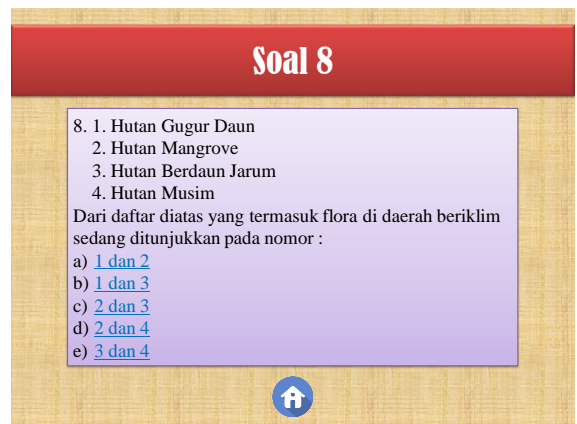 Soal 8
8. 1. Hutan Gugur Daun
2. Hutan Mangrove
3. Hutan Berdaun Jarum
4. Hutan Musim
Dari daftar diatas yang termasuk flora di daerah beriklim
sedang ditunjukkan pada nomor :
a) 1 dan 2
b) 1 dan 3
c) 2 dan 3
d) 2 dan 4
e) 3 dan 4